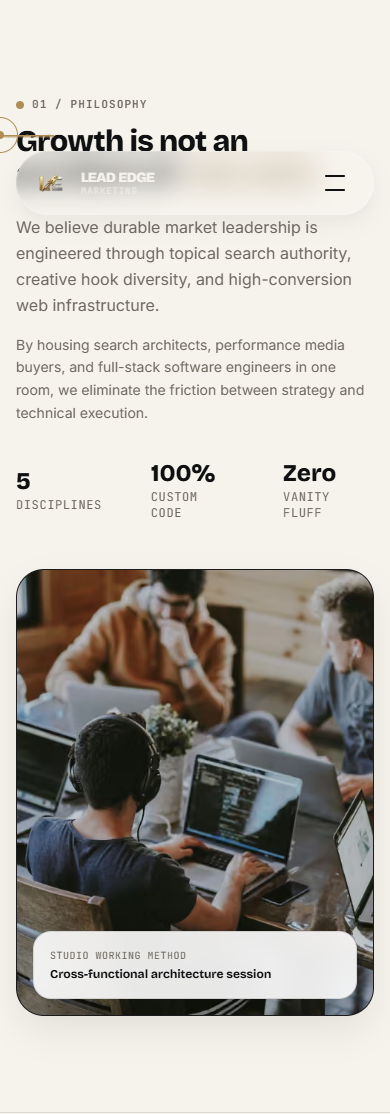 01 / PHILOSOPHY
Growth is not an
LEAD EDGE
MARKETING
We believe durable market leadership is
engineered through topical search authority,
creative hook diversity, and high-conversion
web infrastructure.
By housing search architects, performance media
buyers, and full-stack software engineers in one
room, we eliminate the friction between strategy and
technical execution.
5
DISCIPLINES
100%
CUSTOM
CODE
Zero
VANITY
FLUFF
STUDIO WORKING METHOD
Cross-functional architecture session